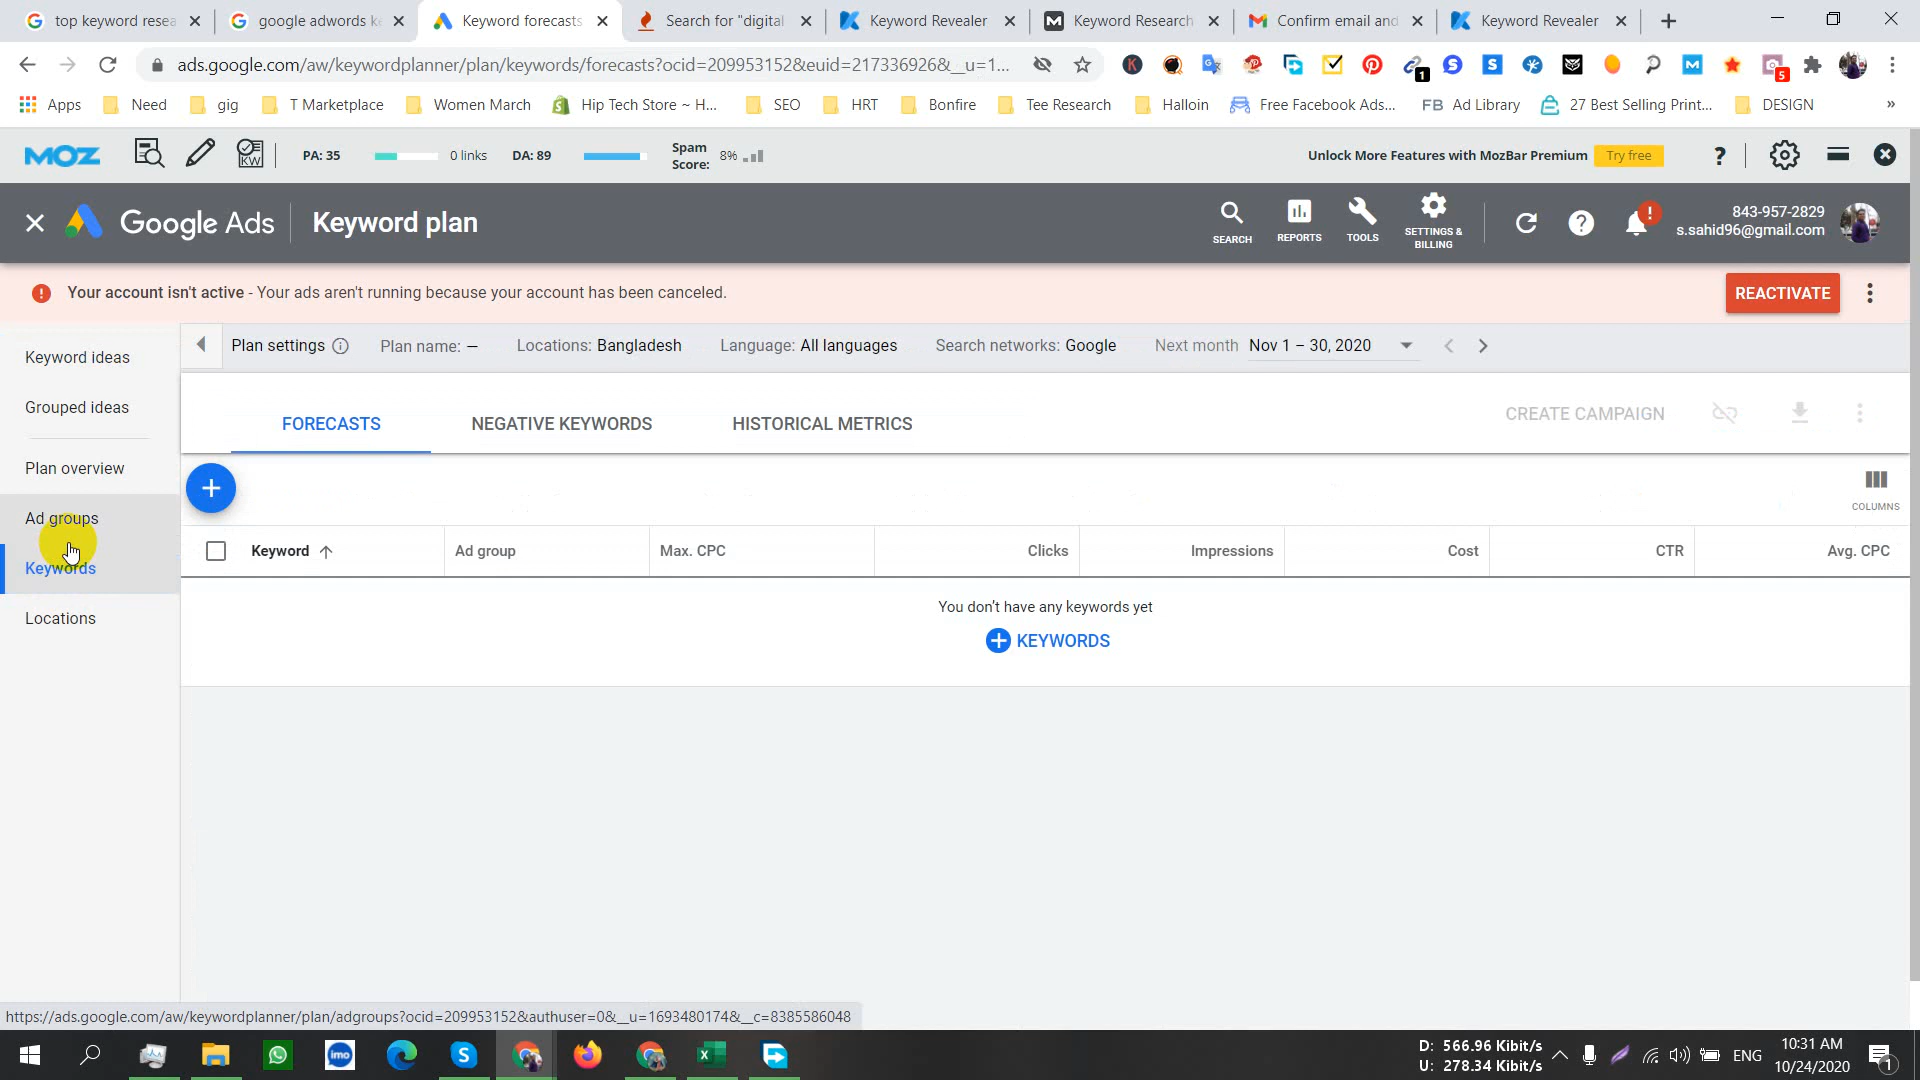 top keyword resea
google adwords ke
Keyword forecasts
Search for "digital
Keyword Revealer
Keyword Research
Confirm email and
Keyword Revealer
ads.google.com/aw/keywordplanner/plan/keywords/forecasts?ocid=209953152&euid=217336926&__u=1...
1
5
Apps
Need
gig
T Marketplace
Women March
Hip Tech Store ~ H...
SEO
HRT
Bonfire
Tee Research
Halloin
Free Facebook Ads...
FB Ad Library
27 Best Selling Print...
DESIGN
»
MOZ
KW
PA: 35
0 links
DA: 89
Spam Score: 8%
Unlock More Features with MozBar Premium
Try free
?
Google Ads
Keyword plan
SEARCH
REPORTS
TOOLS
SETTINGS & BILLING
843-957-2829
s.sahid96@gmail.com
Your account isn't active - Your ads aren't running because your account has been canceled.
REACTIVATE
Keyword ideas
Grouped ideas
Plan overview
Ad groups
Keywords
Locations
Plan settings
Plan name: —
Locations: Bangladesh
Language: All languages
Search networks: Google
Next month Nov 1 – 30, 2020
FORECASTS
NEGATIVE KEYWORDS
HISTORICAL METRICS
CREATE CAMPAIGN
COLUMNS
Keyword
Ad group
Max. CPC
Clicks
Impressions
Cost
CTR
Avg. CPC
You don't have any keywords yet
KEYWORDS
https://ads.google.com/aw/keywordplanner/plan/adgroups?ocid=209953152&authuser=0&__u=1693480174&__c=8385586048
imo
D: 566.96 Kibit/s
U: 278.34 Kibit/s
ENG
10:31 AM
10/24/2020
1